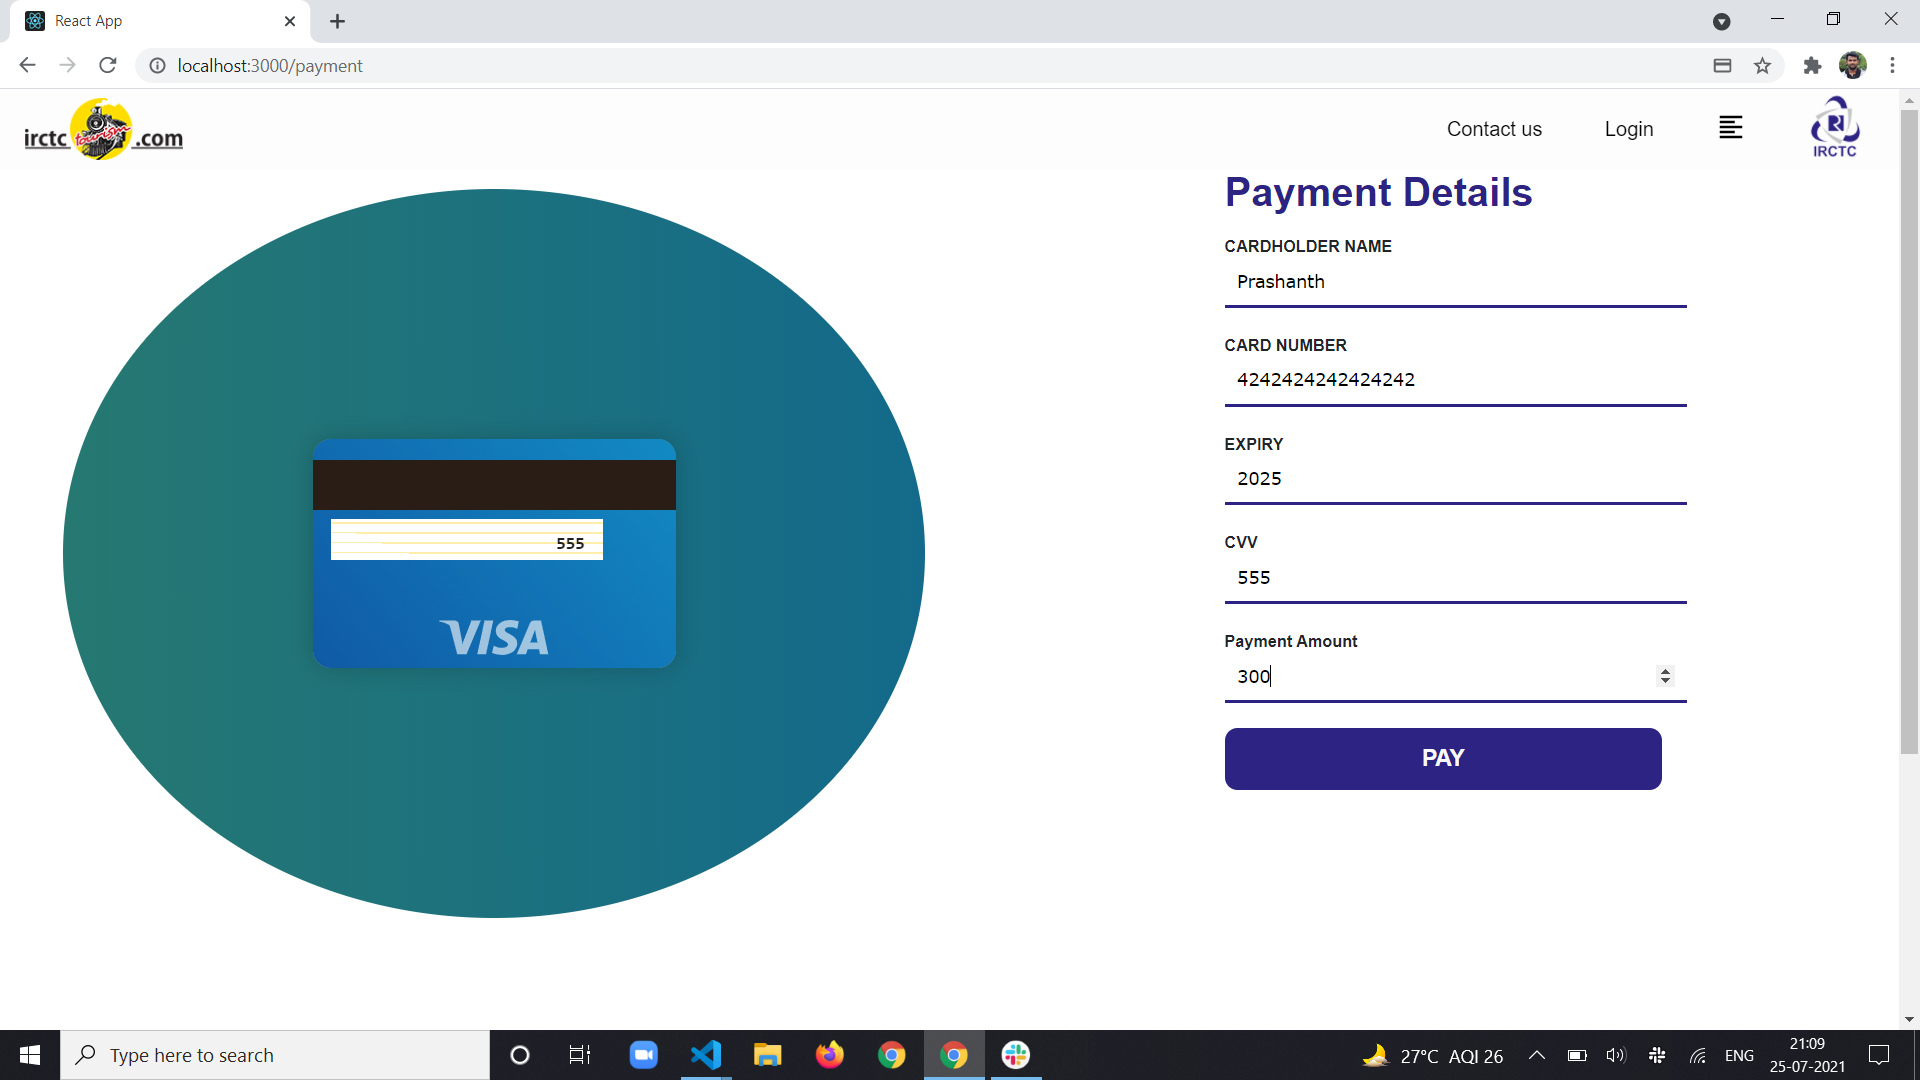 React App
localhost:3000/payment
irctc tourism .com
Contact us
Login
IRCTC
Payment Details
CARDHOLDER NAME
Prashanth
CARD NUMBER
4242424242424242
EXPIRY
2025
CVV
555
Payment Amount
300
PAY
555
VISA
Type here to search
27°C AQI 26
ENG
21:09
25-07-2021